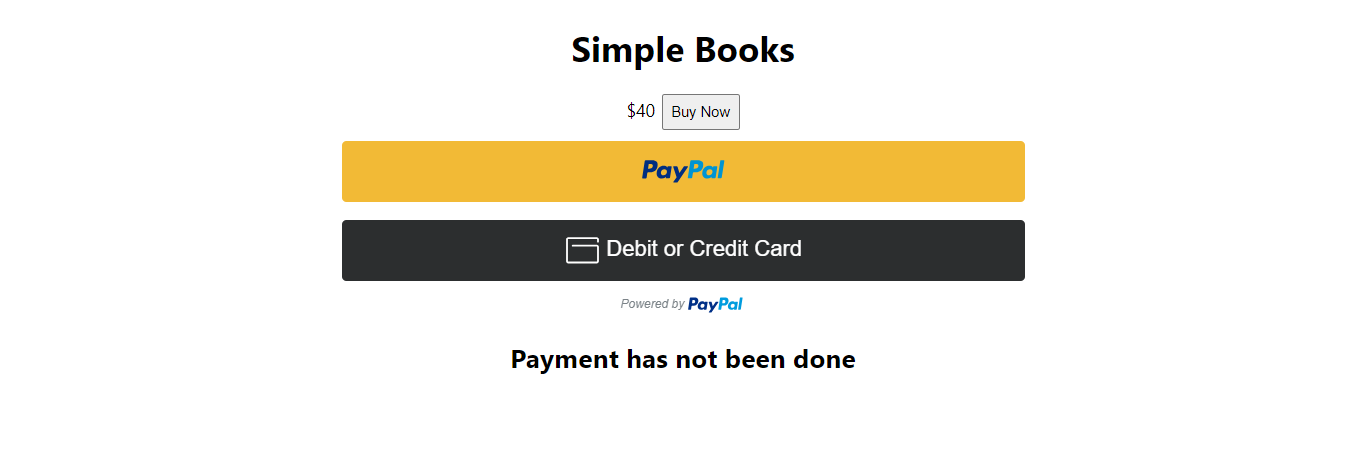 Simple Books
$40 Buy Now
PayPal
Debit or Credit Card
Powered by PayPal
Payment has not been done